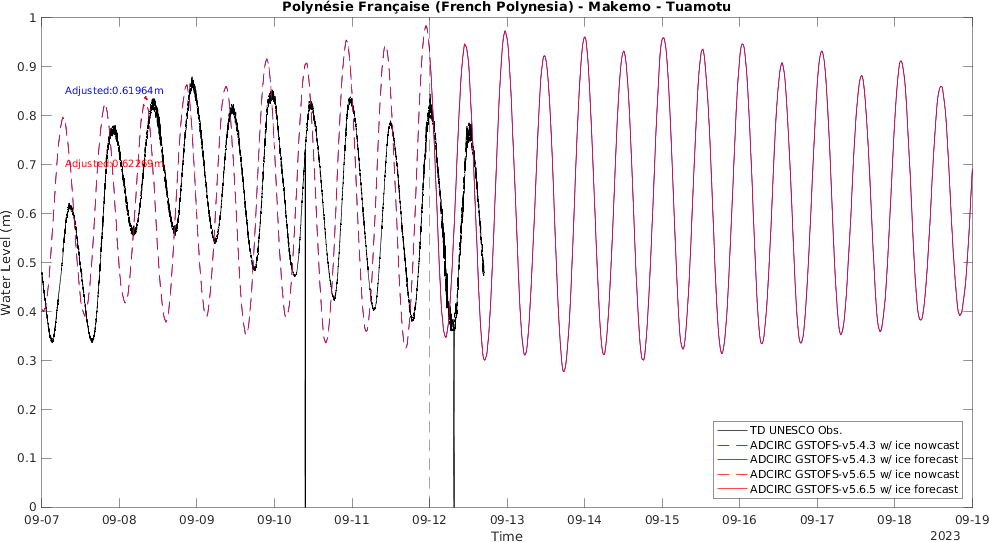 Polynésie Française (French Polynesia) - Makemo - Tuamotu
1
0.9
0.8
0.7
0.6
0.5
0.4
0.3
0.2
0.1
0
Water Level (m)
Adjusted:0.61964m
Adjusted:0.62269m
TD UNESCO Obs.
ADCIRC GSTOFS-v5.4.3 w/ ice nowcast
ADCIRC GSTOFS-v5.4.3 w/ ice forecast
ADCIRC GSTOFS-v5.6.5 w/ ice nowcast
ADCIRC GSTOFS-v5.6.5 w/ ice forecast
09-07 09-08 09-09 09-10 09-11 09-12 09-13 09-14 09-15 09-16 09-17 09-18 09-19
Time
2023